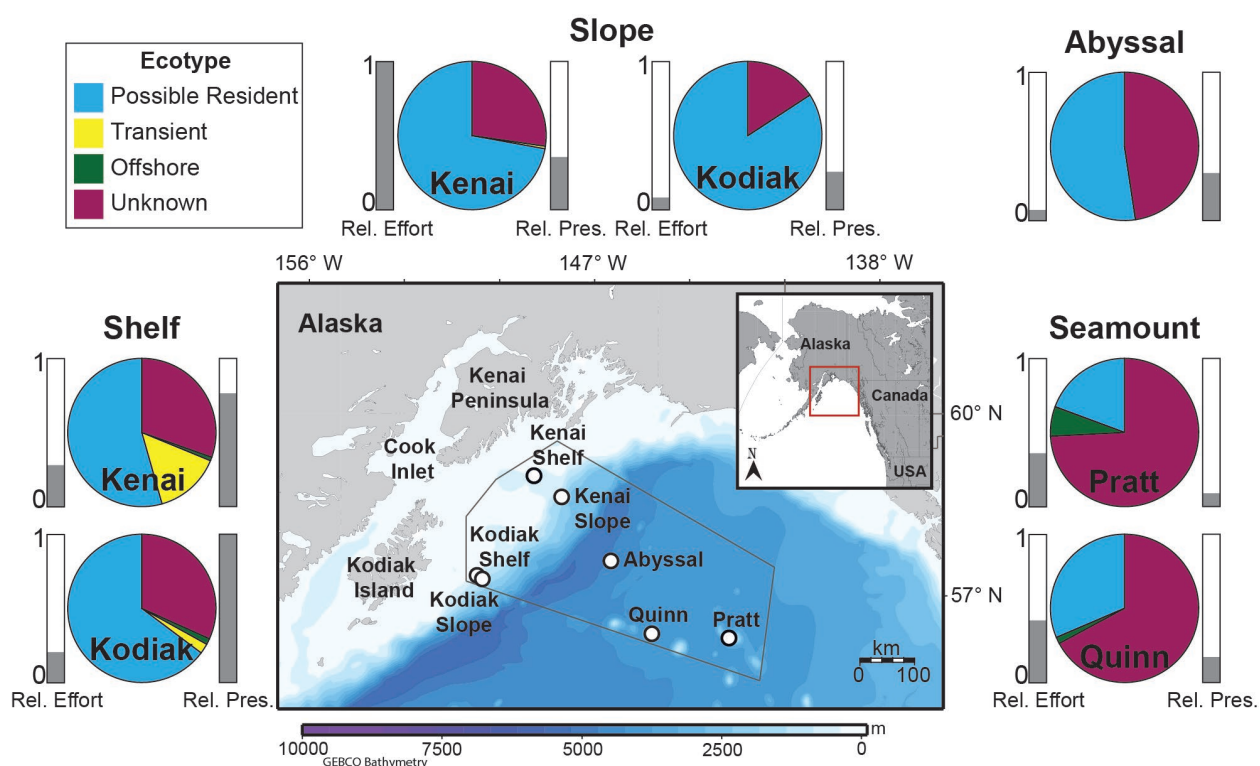 Slope
Abyssal
Ecotype
Possible Resident
Transient
Offshore
Unknown
1
0
Kenai
Rel. Effort
Rel. Pres.
1
0
Kodiak
Rel. Effort
Rel. Pres.
1
0
156° W
147° W
138° W
Shelf
1
0
Kenai
1
0
Kodiak
Rel. Effort
Rel. Pres.
Alaska
Kenai
Peninsula
Cook
Inlet
Kenai
Shelf
Kenai
Slope
Kodiak
Shelf
Kodiak
Island
Kodiak
Slope
Abyssal
Quinn
Pratt
km
0
100
Alaska
Canada
USA
N
60° N
57° N
Seamount
1
0
Pratt
1
0
Quinn
Rel. Effort
Rel. Pres.
m
10000
7500
5000
2500
0
GEBCO Bathymetry